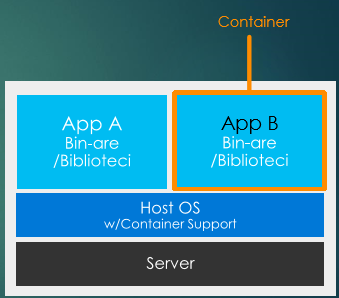 Container
App A
Bin-are
/Biblioteci
App B
Bin-are
/Biblioteci
Host OS
w/Container Support
Server